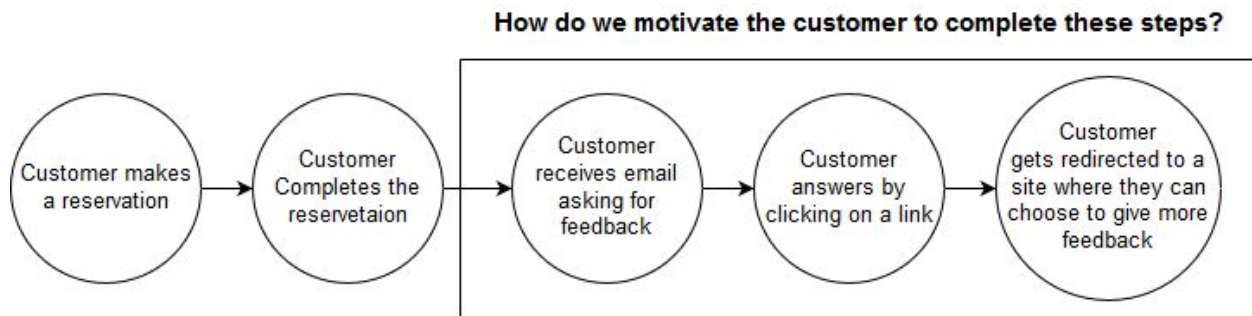 How do we motivate the customer to complete these steps?
Customer makes
a reservation
Customer
Completes the
reservetaion
Customer
receives email
asking for
feedback
Customer
answers by
clicking on a link
Customer
gets redirected to a
site where they can
choose to give more
feedback